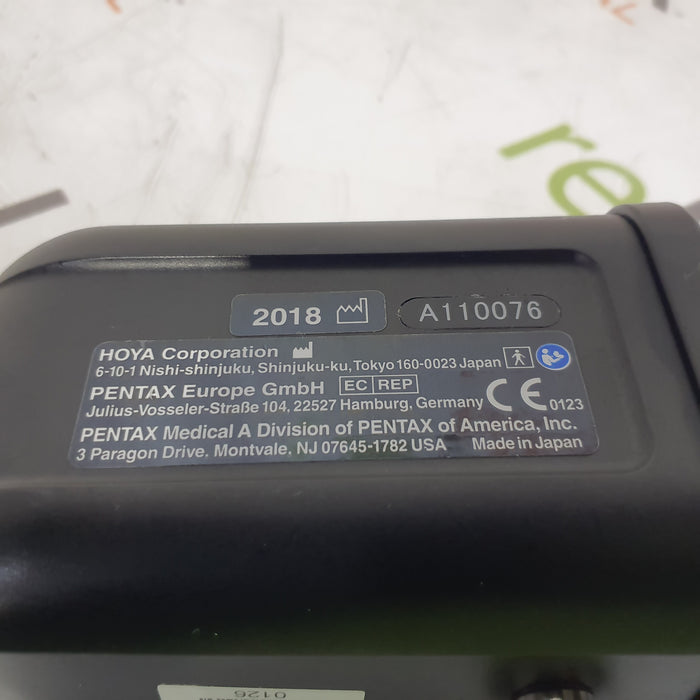 re
2018
A110076
HOYA Corporation
6-10-1 Nishi-shinjuku, Shinjuku-ku, Tokyo 160-0023 Japan
PENTAX Europe GmbH EC REP
Julius-Vosseler-Straße 104, 22527 Hamburg, Germany CE 0123
PENTAX Medical A Division of PENTAX of America, Inc.
3 Paragon Drive. Montvale. NJ 07645-1782 USA Made in Japan
0126